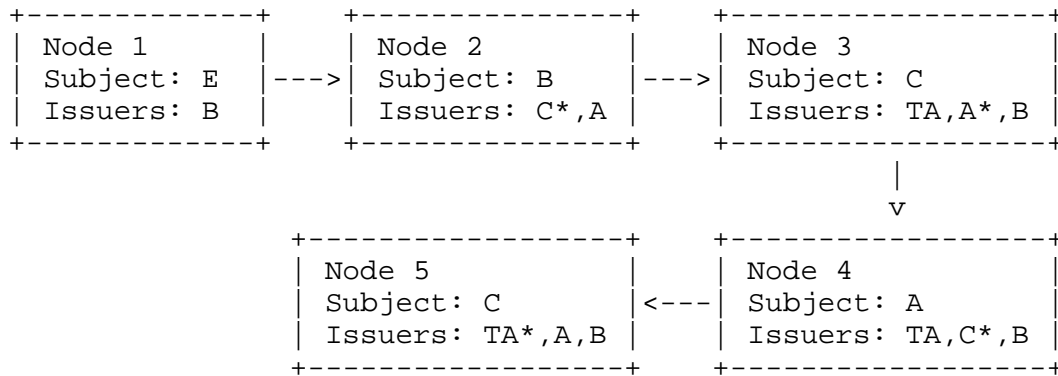 Node 1
Subject: E
Issuers: B
Node 2
Subject: B
Issuers: C*,A
Node 3
Subject: C
Issuers: TA,A*,B
Node 4
Subject: A
Issuers: TA,C*,B
Node 5
Subject: C
Issuers: TA*,A,B